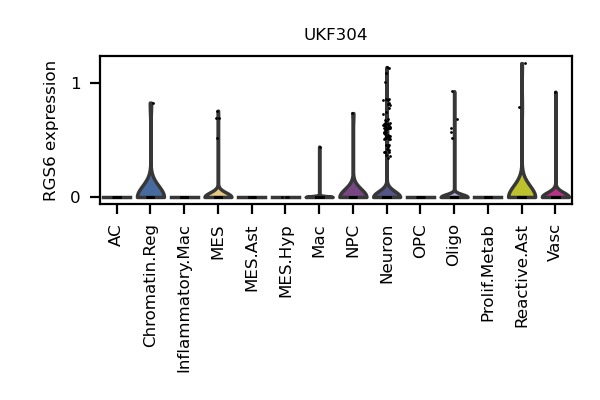 UKF304
RGS6 expression
1
0
AC
Chromatin.Reg
Inflammatory.Mac
MES
MES.Ast
MES.Hyp
Mac
NPC
Neuron
OPC
Oligo
Prolif.Metab
Reactive.Ast
Vasc